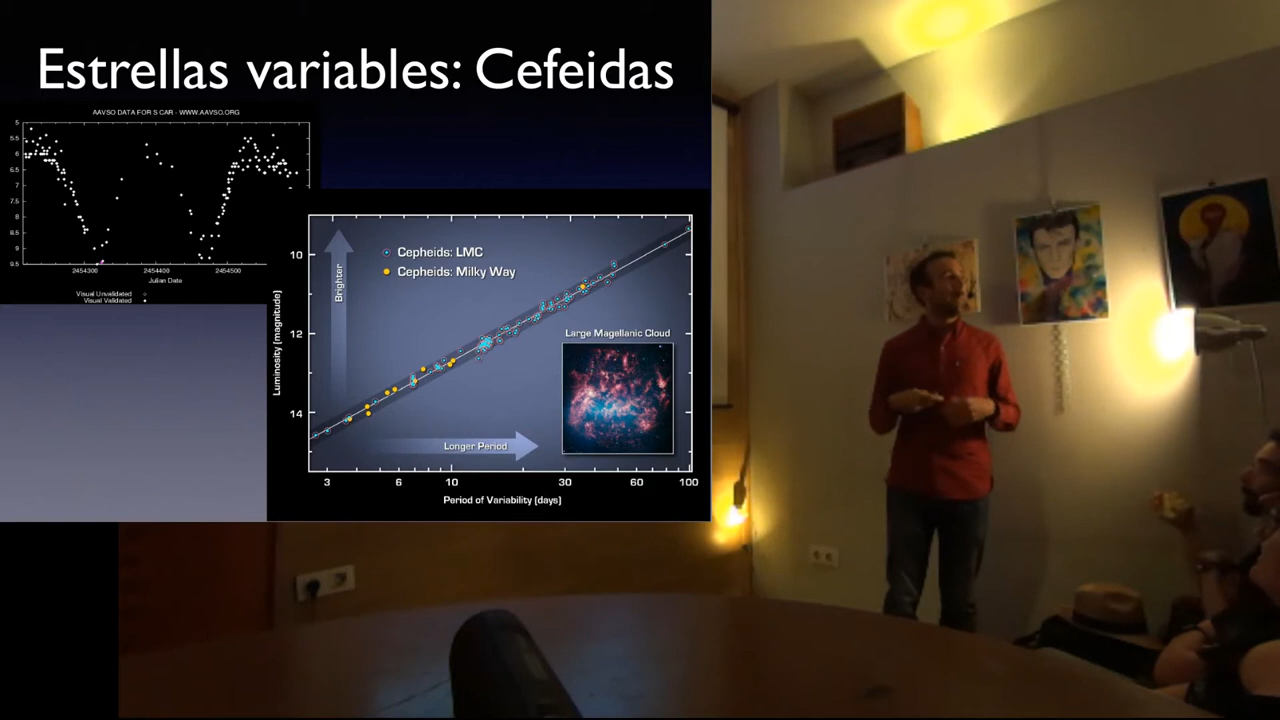 Estrellas variables: Cefeidas
AAVSO DATA FOR S CAR - WWW.AAVSO.ORG
5
5.5
6
6.5
7
7.5
8
8.5
9
9.5
2454300
2454400
2454500
Julian Date
Visual Unvalidated
Visual Validated
Cepheids: LMC
Cepheids: Milky Way
Brighter
Luminosity (magnitude)
10
12
14
Large Magellanic Cloud
Longer Period
3
6
10
30
60
100
Period of Variability (days)